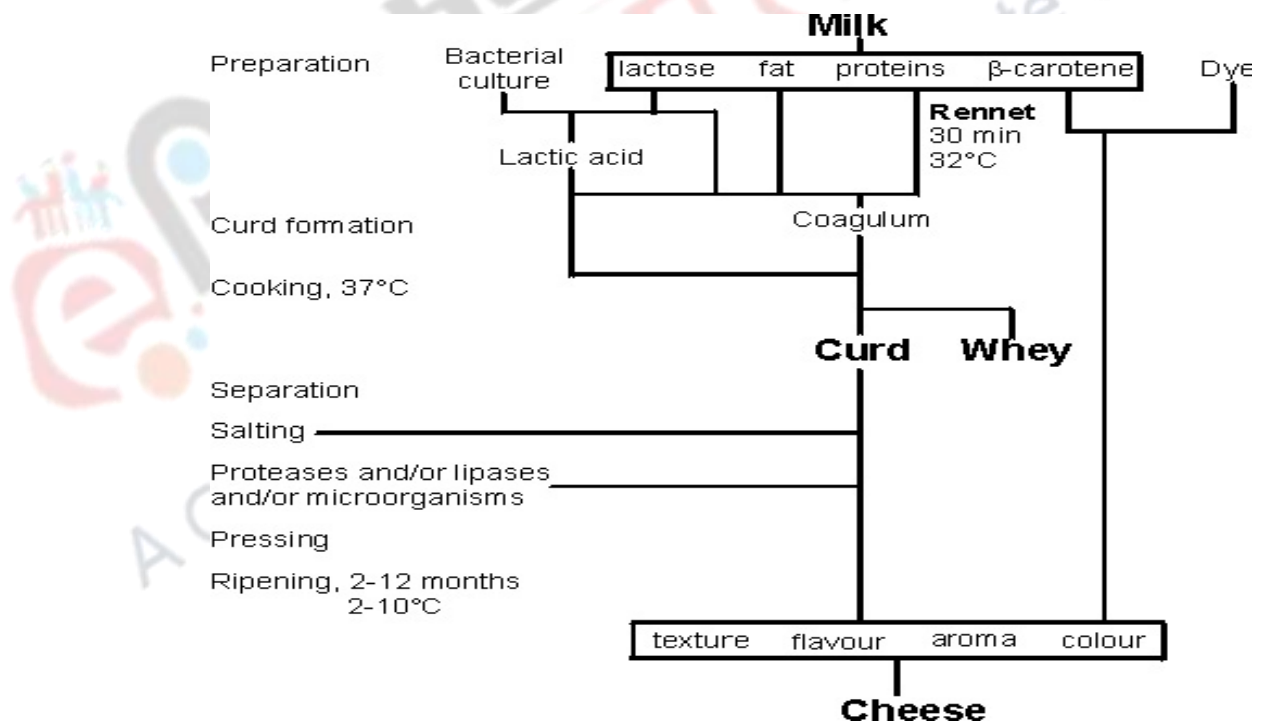 Milk
Preparation
Bacterial
culture
lactose fat proteins β-carotene
Dye
Rennet
30 min
32°C
Lactic acid
Curd formation
Coagulum
Cooking, 37°C
Curd Whey
Separation
Salting
Proteases and/or lipases
and/or microorganisms
Pressing
Ripening, 2-12 months
2-10°C
texture flavour aroma colour
Cheese